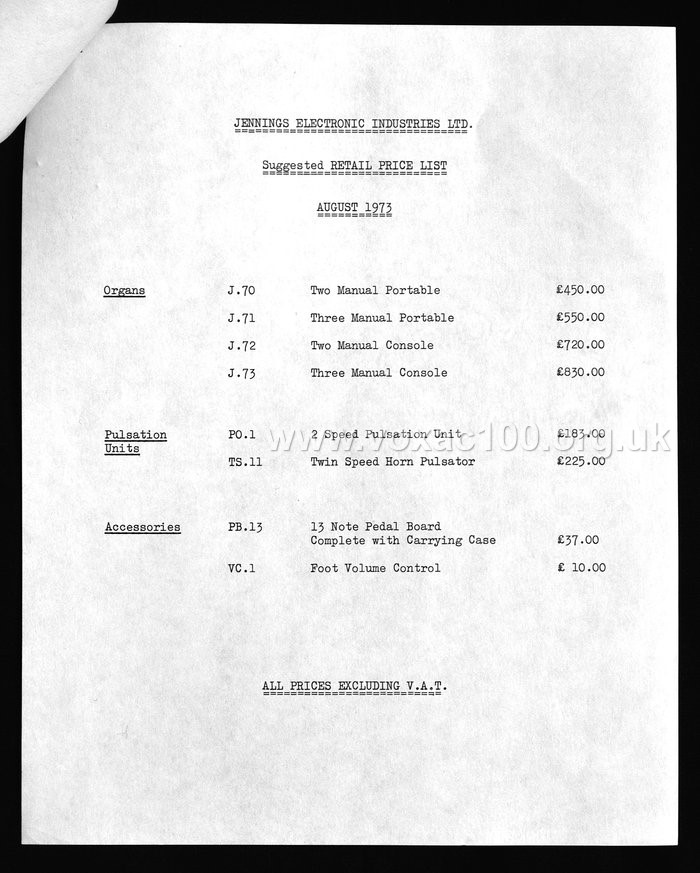 JENNINGS ELECTRONIC INDUSTRIES LTD.
Suggested RETAIL PRICE LIST
AUGUST 1973
Organs J.70 Two Manual Portable £450.00
J.71 Three Manual Portable £550.00
J.72 Two Manual Console £720.00
J.73 Three Manual Console £830.00
Pulsation PO.1 2 Speed Pulsation Unit £183.00
Units
TS.11 Twin Speed Horn Pulsator £225.00
www.voxac100.org.uk
Accessories PB.13 13 Note Pedal Board
Complete with Carrying Case £37.00
VC.1 Foot Volume Control £ 10.00
ALL PRICES EXCLUDING V.A.T.